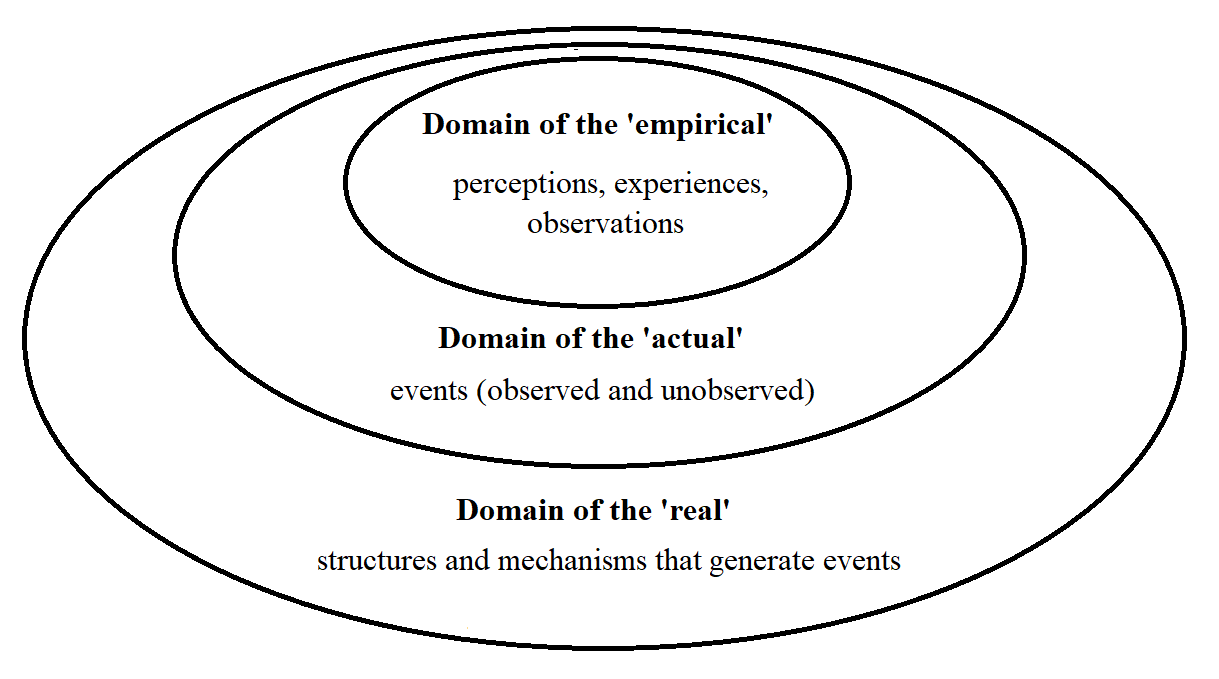 Domain of the 'empirical'
perceptions, experiences,
observations
Domain of the 'actual'
events (observed and unobserved)
Domain of the 'real'
structures and mechanisms that generate events